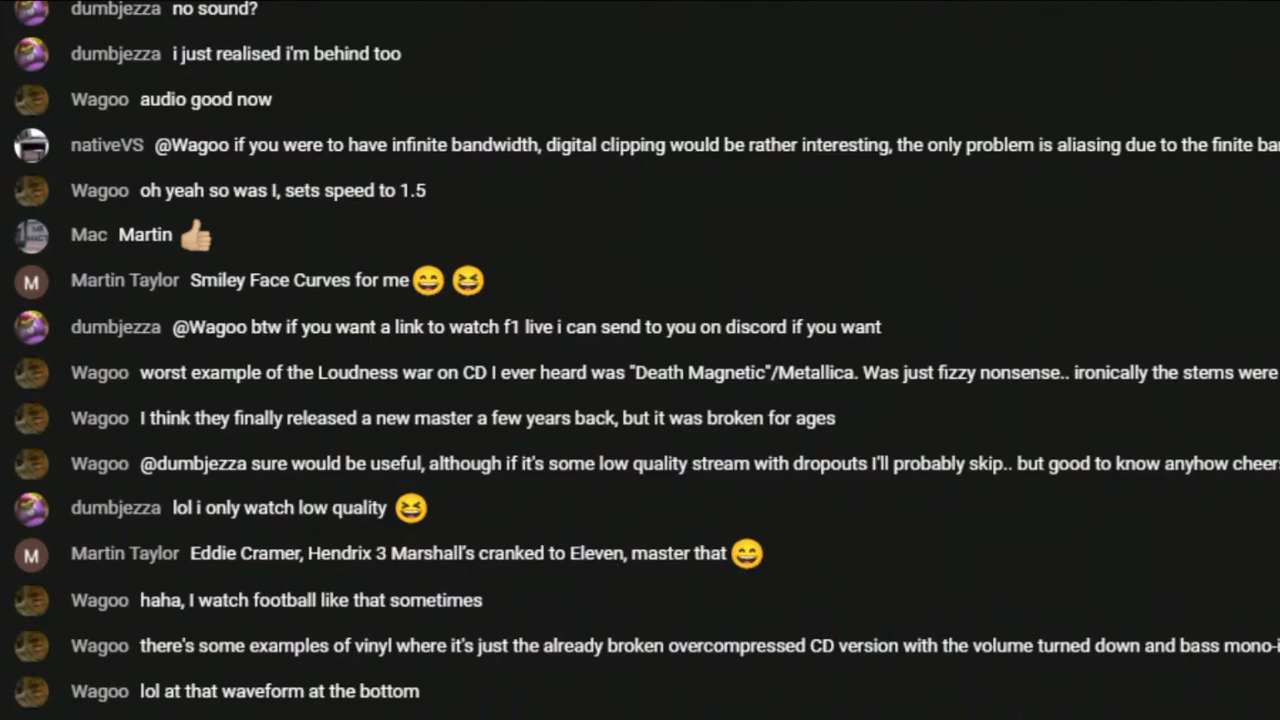 dumbjezza no sound?
dumbjezza i just realised i'm behind too
Wagoo audio good now
nativeVS @Wagoo if you were to have infinite bandwidth, digital clipping would be rather interesting, the only problem is aliasing due to the finite
Wagoo oh yeah so was I, sets speed to 1.5
Mac Martin 👍🏼
M Martin Taylor Smiley Face Curves for me 😄 😆
dumbjezza @Wagoo btw if you want a link to watch f1 live i can send to you on discord if you want
Wagoo worst example of the Loudness war on CD I ever heard was "Death Magnetic"/Metallica. Was just fizzy nonsense.. ironically the stems were
Wagoo I think they finally released a new master a few years back, but it was broken for ages
Wagoo @dumbjezza sure would be useful, although if it's some low quality stream with dropouts I'll probably skip.. but good to know anyhow cheer
dumbjezza lol i only watch low quality 😆
M Martin Taylor Eddie Cramer, Hendrix 3 Marshall's cranked to Eleven, master that 😄
Wagoo haha, I watch football like that sometimes
Wagoo there's some examples of vinyl where it's just the already broken overcompressed CD version with the volume turned down and bass mono-i
Wagoo lol at that waveform at the bottom